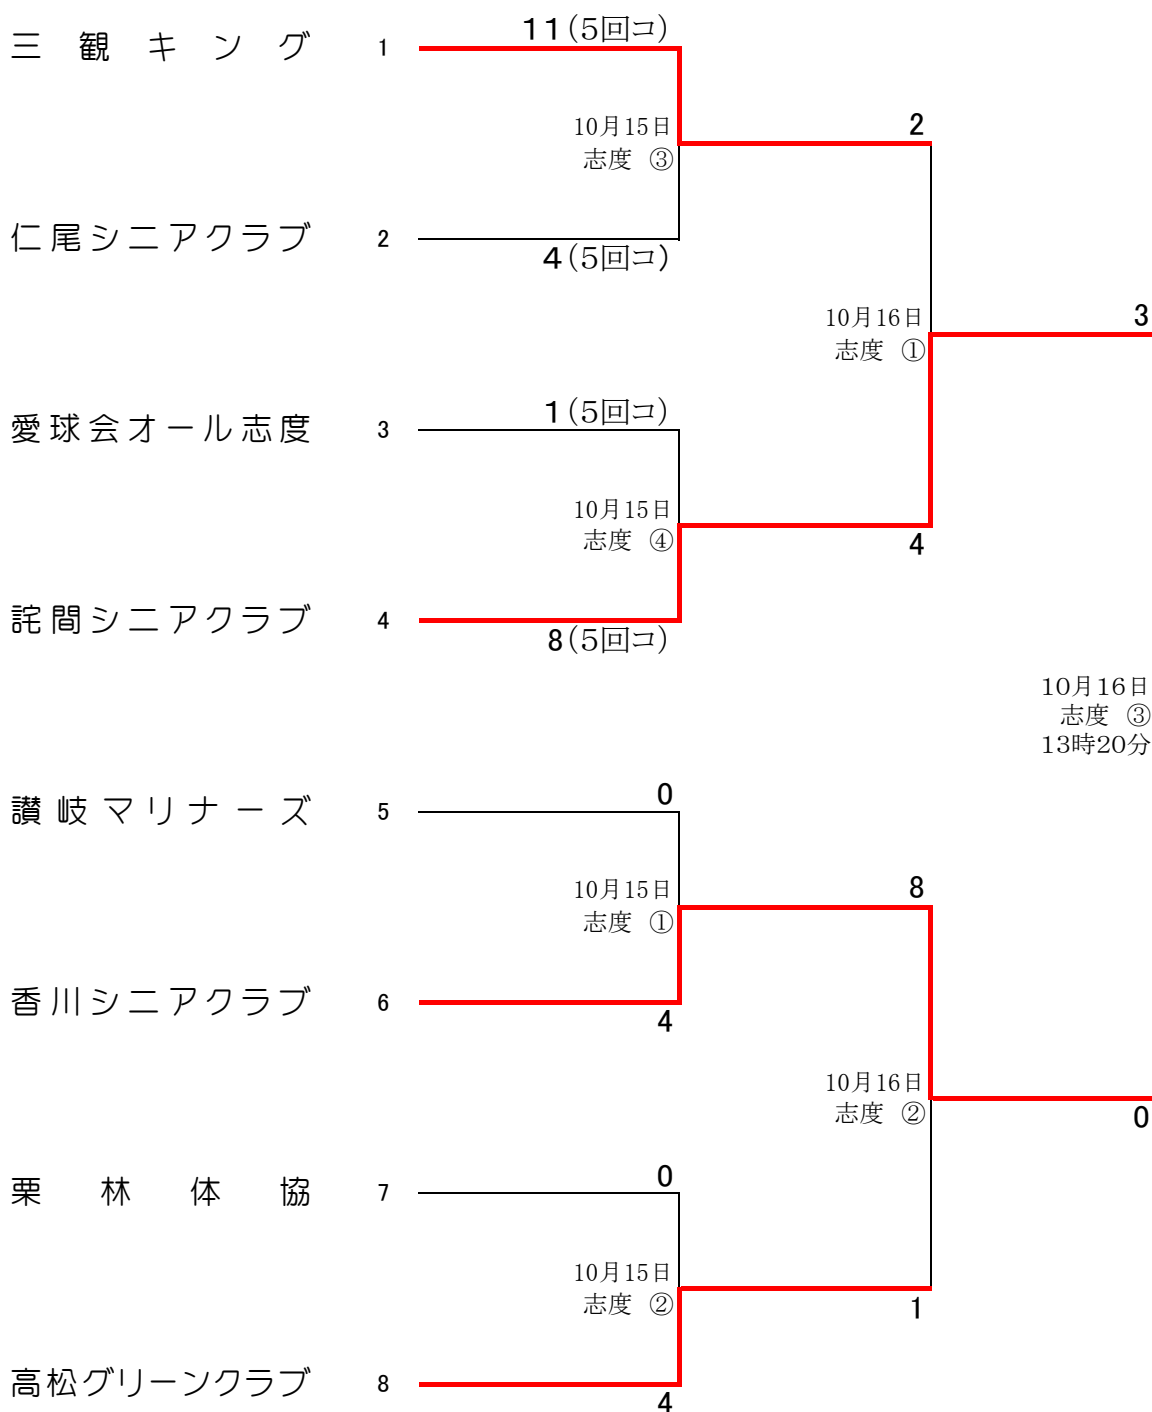 11(5回コ)
三観キング 1
10月15日
志度 ③
2
仁尾シニアクラブ 2
4(5回コ)
10月16日
志度 ①
3
1(5回コ)
愛球会オール志度 3
10月15日
志度 ④
4
詫間シニアクラブ 4
8(5回コ)
10月16日
志度 ③
13時20分
0
讃岐マリナーズ 5
10月15日
志度 ①
8
香川シニアクラブ 6
4
10月16日
志度 ②
0
0
栗林体協 7
10月15日
志度 ②
1
高松グリーンクラブ 8
4